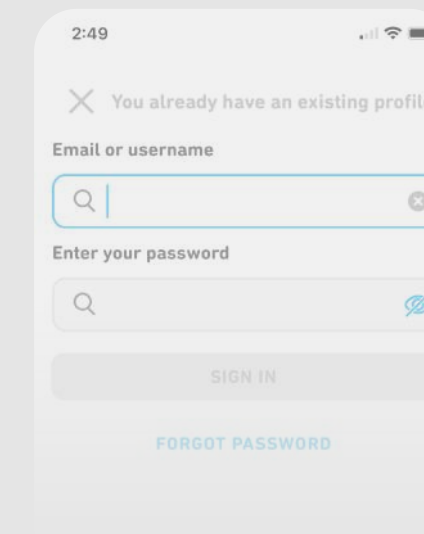 2:49
You already have an existing profil
Email or username
Enter your password
SIGN IN
FORGOT PASSWORD